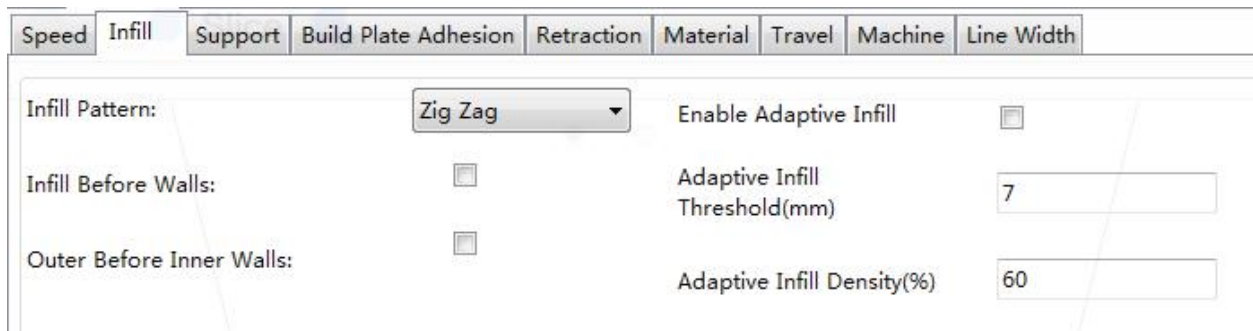 Slice
Speed Infill Support Build Plate Adhesion Retraction Material Travel Machine Line Width
Infill Pattern: Zig Zag Enable Adaptive Infill
Infill Before Walls: Adaptive Infill
Threshold(mm) 7
Outer Before Inner Walls:
Adaptive Infill Density(%) 60